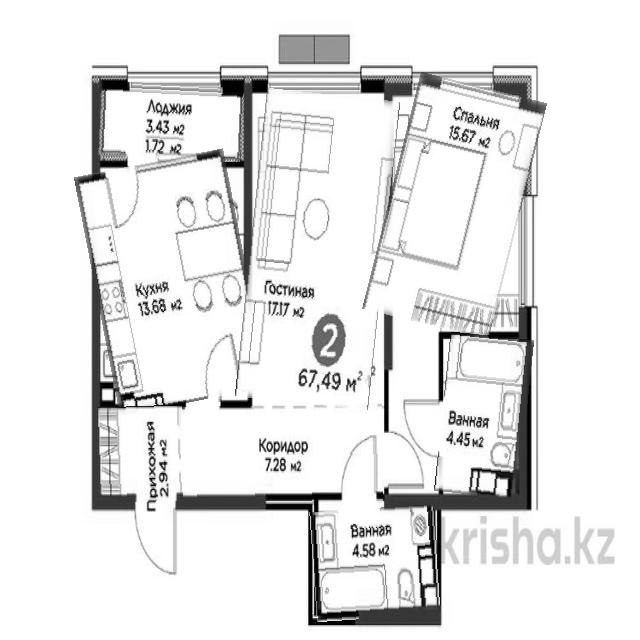 Лоджия
3.43 м2
1.72 м2
Спальня
15.67 м2
Кухня
13.68 м2
Гостиная
17.17 м2
2
67,49 м²
Ванная
4.45 м2
Коридор
7.28 м2
Прихожая
2.94 м2
Ванная
4.58 м2
krisha.kz